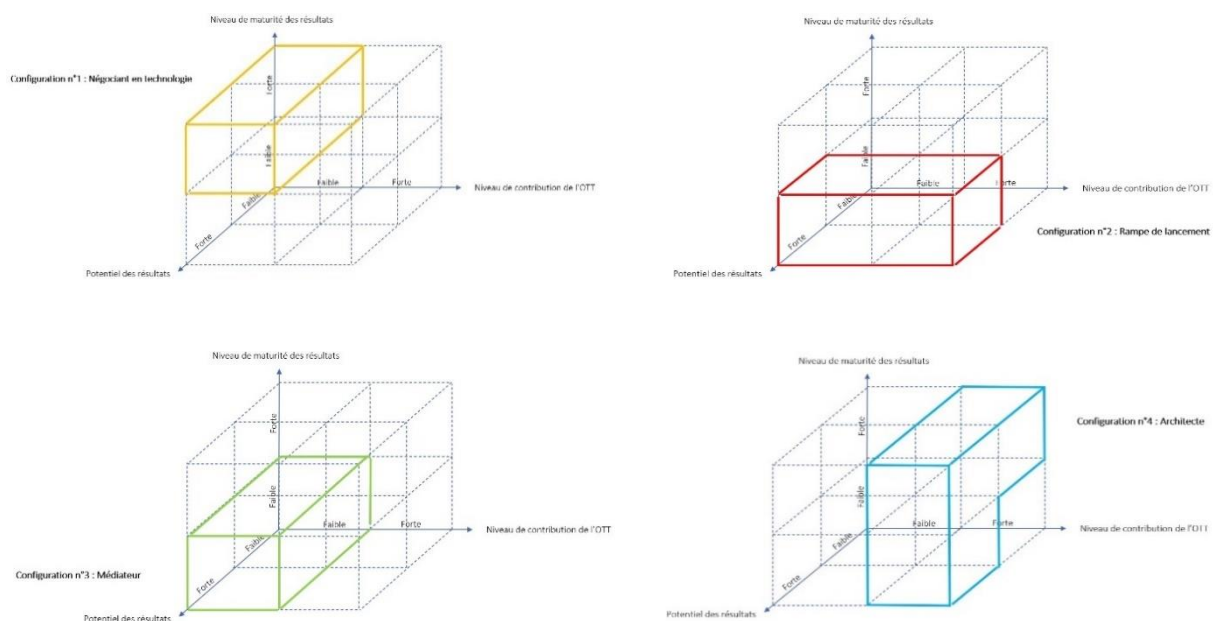 Niveau de maturité des résultats
Configuration n°1 : Négociant en technologie
Forte
Faible
Faible
Forte
Niveau de contribution de l'OTT
Faible
Forte
Potentiel des résultats
Niveau de maturité des résultats
Forte
Faible
Faible
Forte
Niveau de contribution de l'OTT
Faible
Forte
Configuration n°2 : Rampe de lancement
Potentiel des résultats
Niveau de maturité des résultats
Forte
Faible
Faible
Forte
Niveau de contribution de l'OTT
Faible
Forte
Configuration n°3 : Médiateur
Potentiel des résultats
Niveau de maturité des résultats
Configuration n°4 : Architecte
Forte
Faible
Faible
Forte
Niveau de contribution de l'OTT
Faible
Forte
Potentiel des résultats